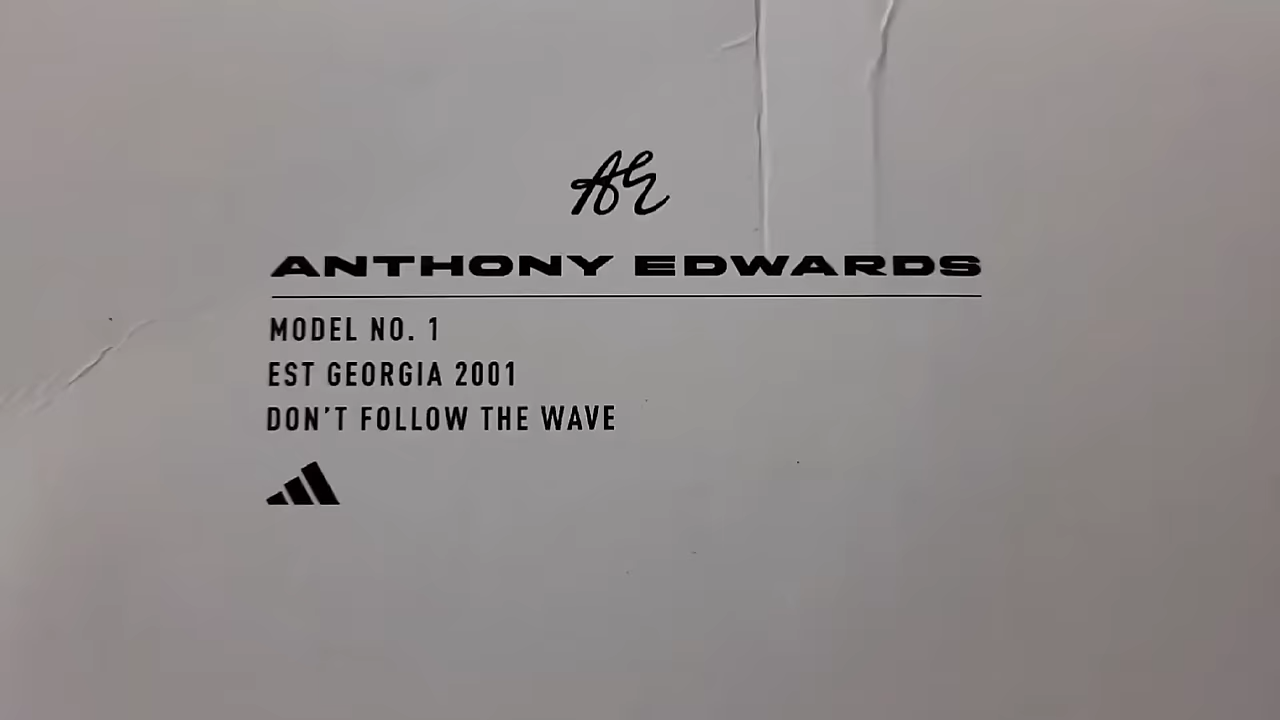 AE
ANTHONY EDWARDS
MODEL NO. 1
EST GEORGIA 2001
DON'T FOLLOW THE WAVE